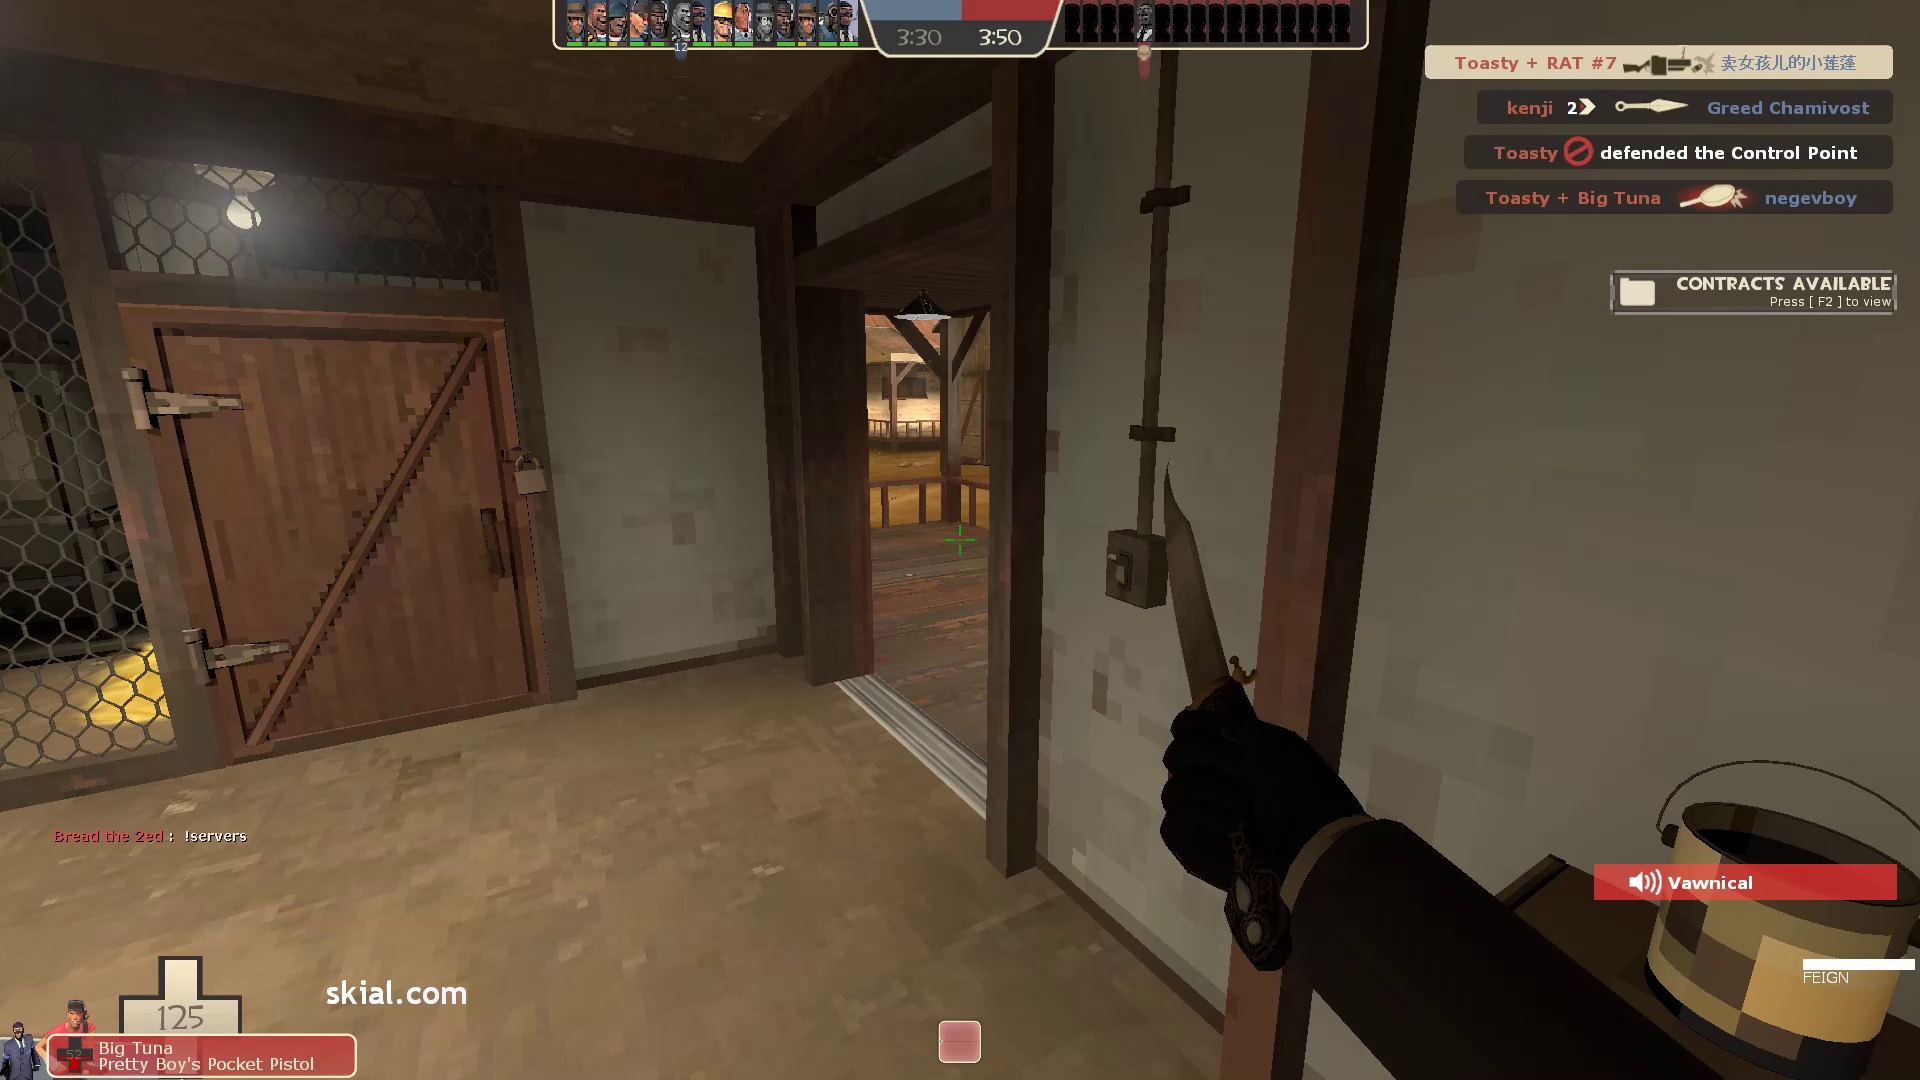 12
3:30 3:50
Toasty + RAT #7 卖女孩儿的小莲蓬
kenji 2 Greed Chamivost
Toasty defended the Control Point
Toasty + Big Tuna negevboy
CONTRACTS AVAILABLE
Press [ F2 ] to view
Bread the 2ed : !servers
Vawnical
FEIGN
skial.com
125
52
Big Tuna
Pretty Boy's Pocket Pistol